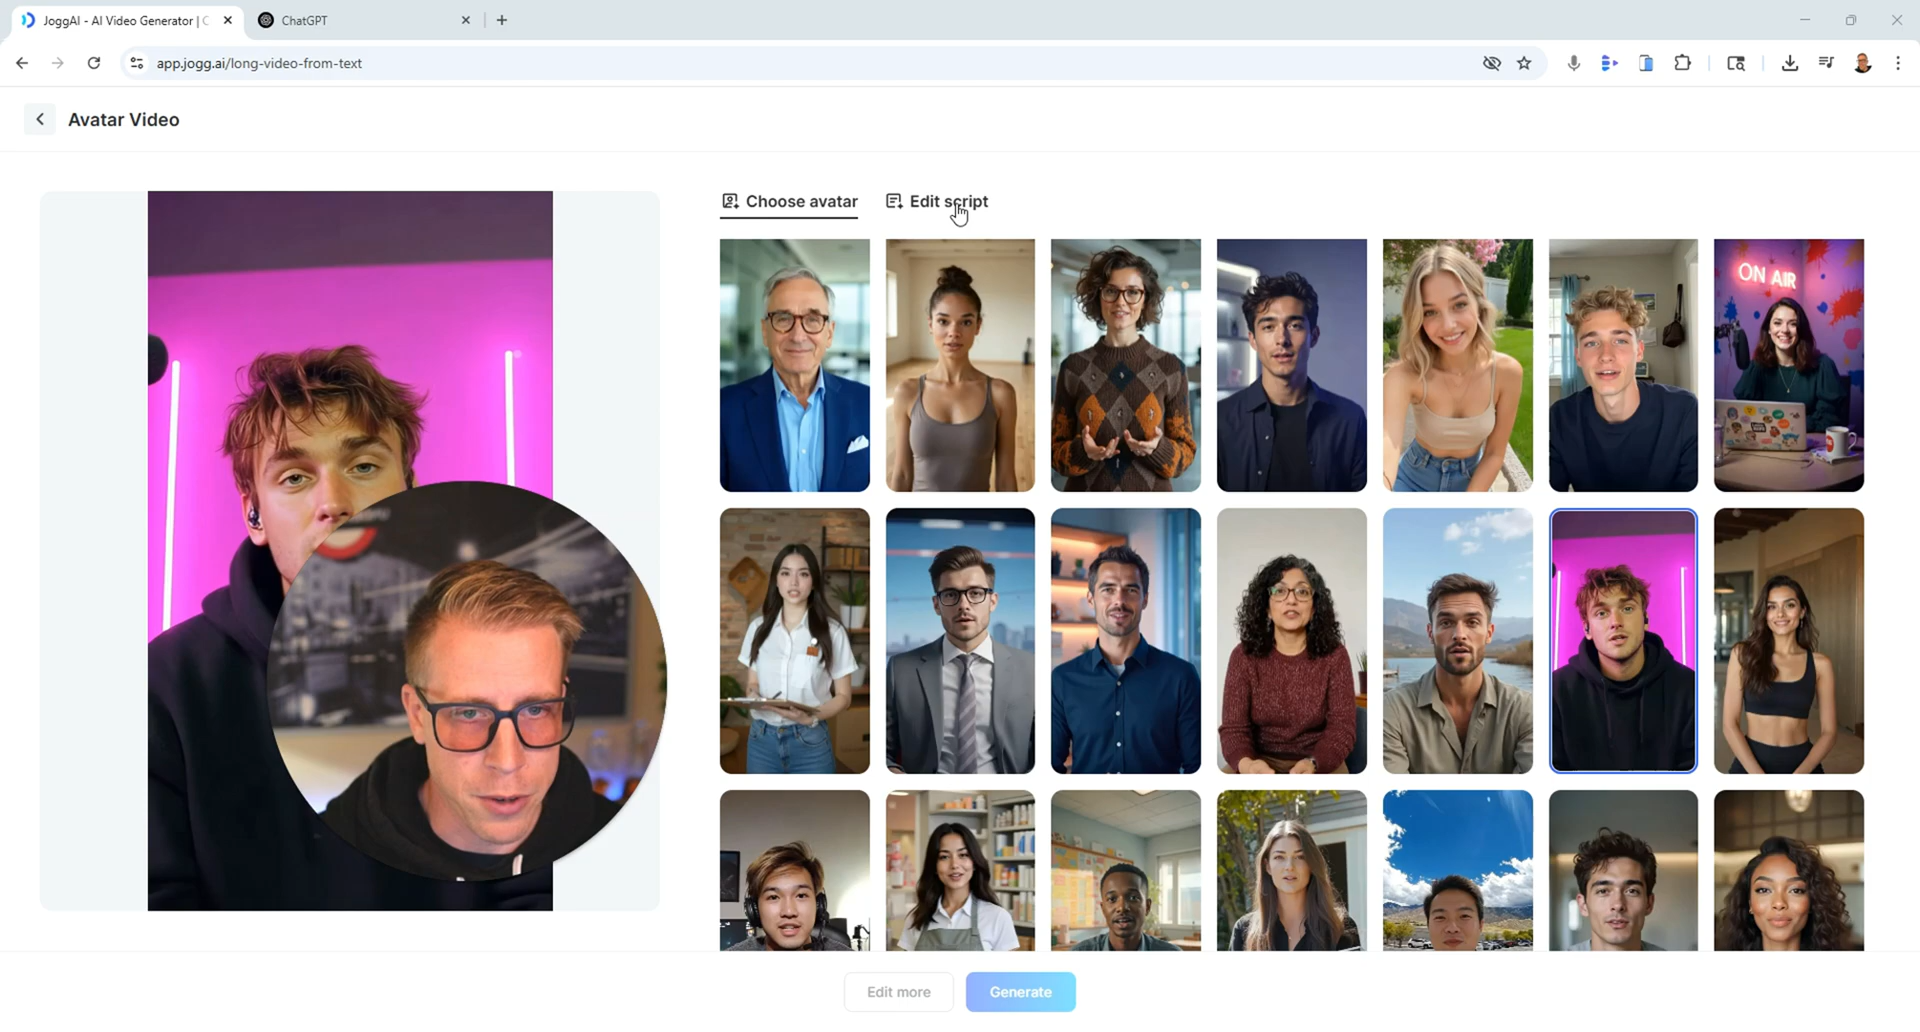 JoggAI - AI Video Generator | C
ChatGPT
app.jogg.ai/long-video-from-text
Avatar Video
Choose avatar
Edit script
ON AIR
Edit more
Generate